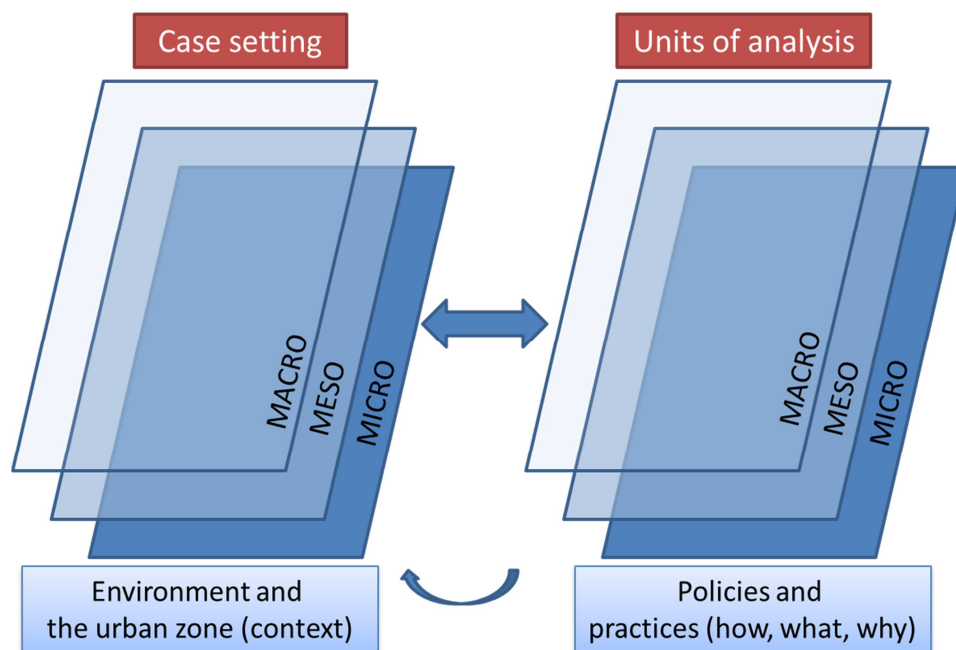 Case setting
Units of analysis
MACRO
MESO
MICRO
MACRO
MESO
MICRO
Environment and
the urban zone (context)
Policies and
practices (how, what, why)